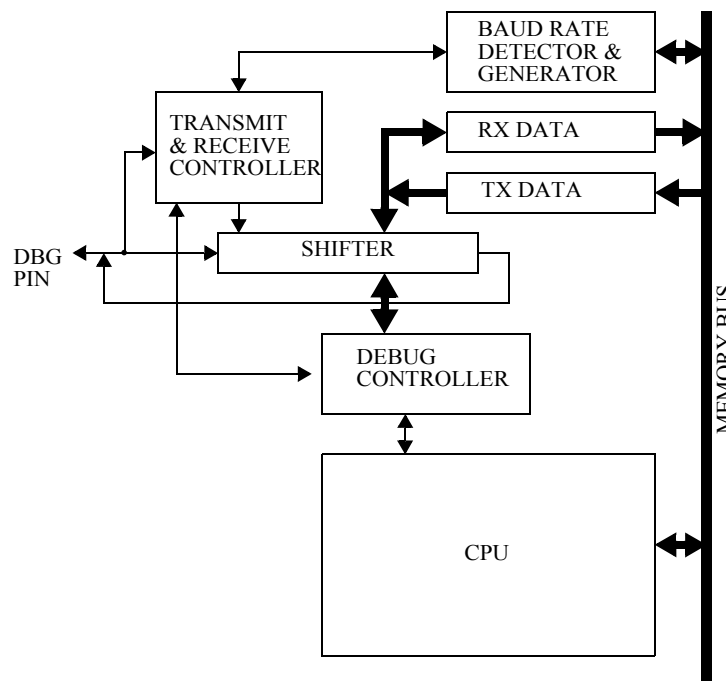 BAUD RATE
DETECTOR &
GENERATOR
TRANSMIT
& RECEIVE
CONTROLLER
RX DATA
TX DATA
SHIFTER
DBG
PIN
DEBUG
CONTROLLER
MEMORY BUS
CPU